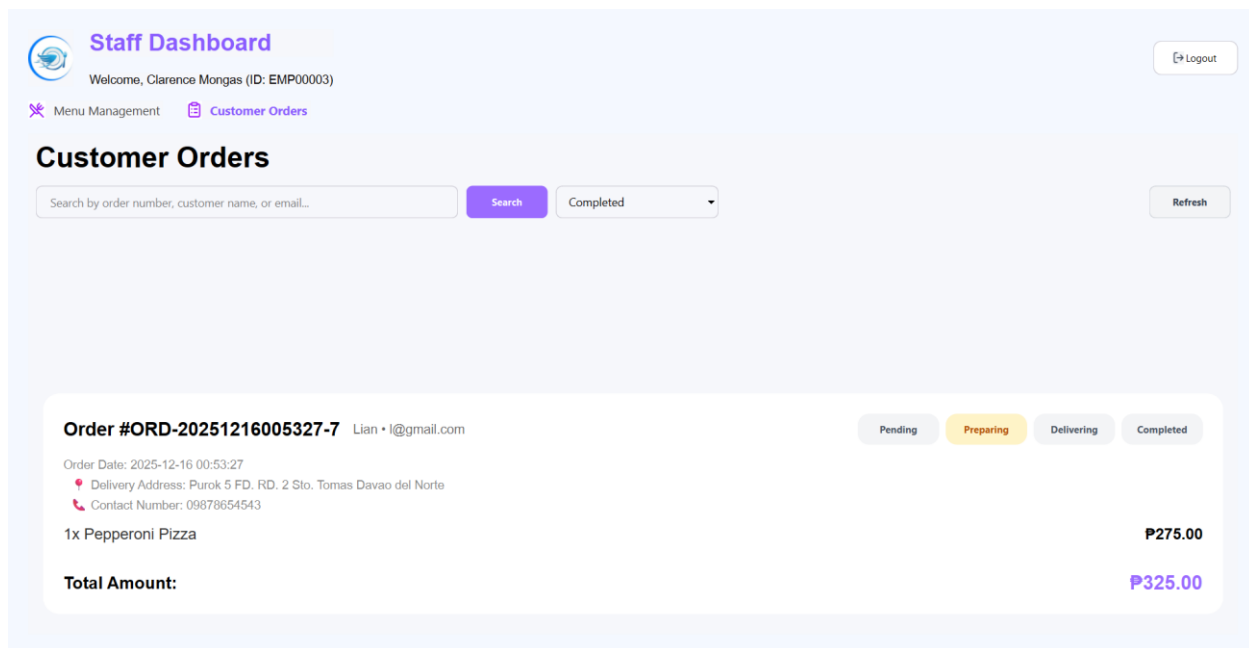 Staff Dashboard
Logout
Welcome, Clarence Mongas (ID: EMP00003)
Menu Management Customer Orders
Customer Orders
Search by order number, customer name, or email... Search Completed Refresh
Order #ORD-20251216005327-7 Lian • l@gmail.com Pending Preparing Delivering Completed
Order Date: 2025-12-16 00:53:27
Delivery Address: Purok 5 FD. RD. 2 Sto. Tomas Davao del Norte
Contact Number: 09878654543
1x Pepperoni Pizza ₱275.00
Total Amount: ₱325.00